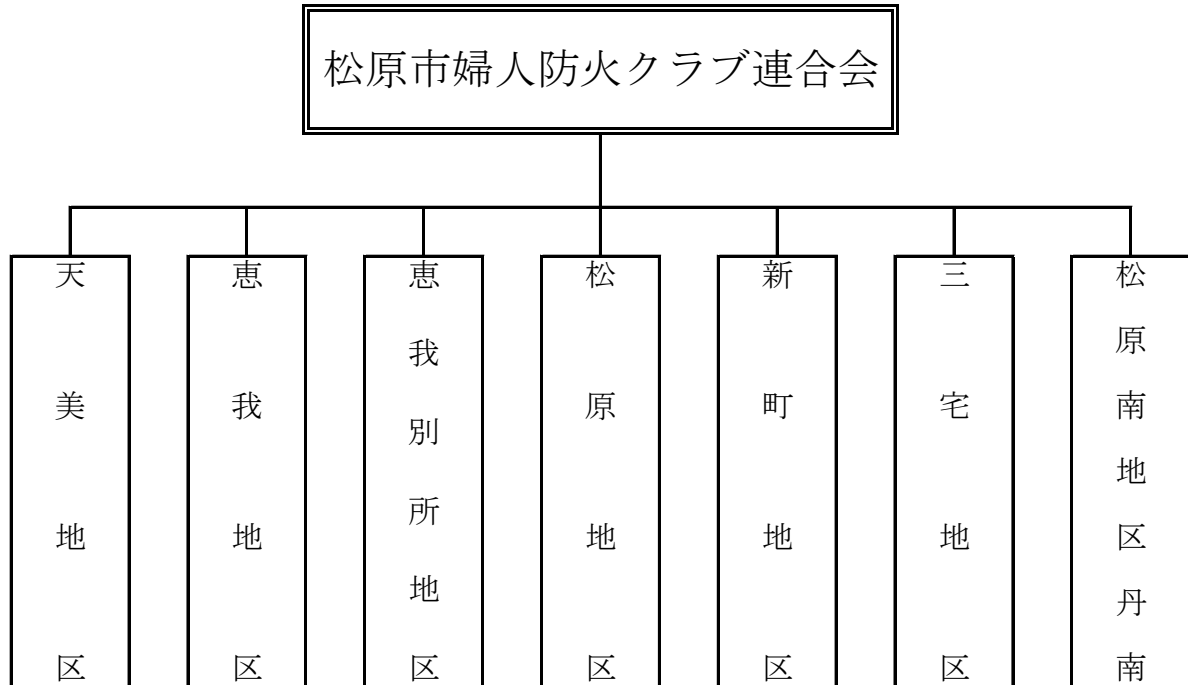 松原市婦人防火クラブ連合会
天美地区
恵我地区
恵我別所地区
松原地区
新町地区
三宅地区
松原南地区丹南